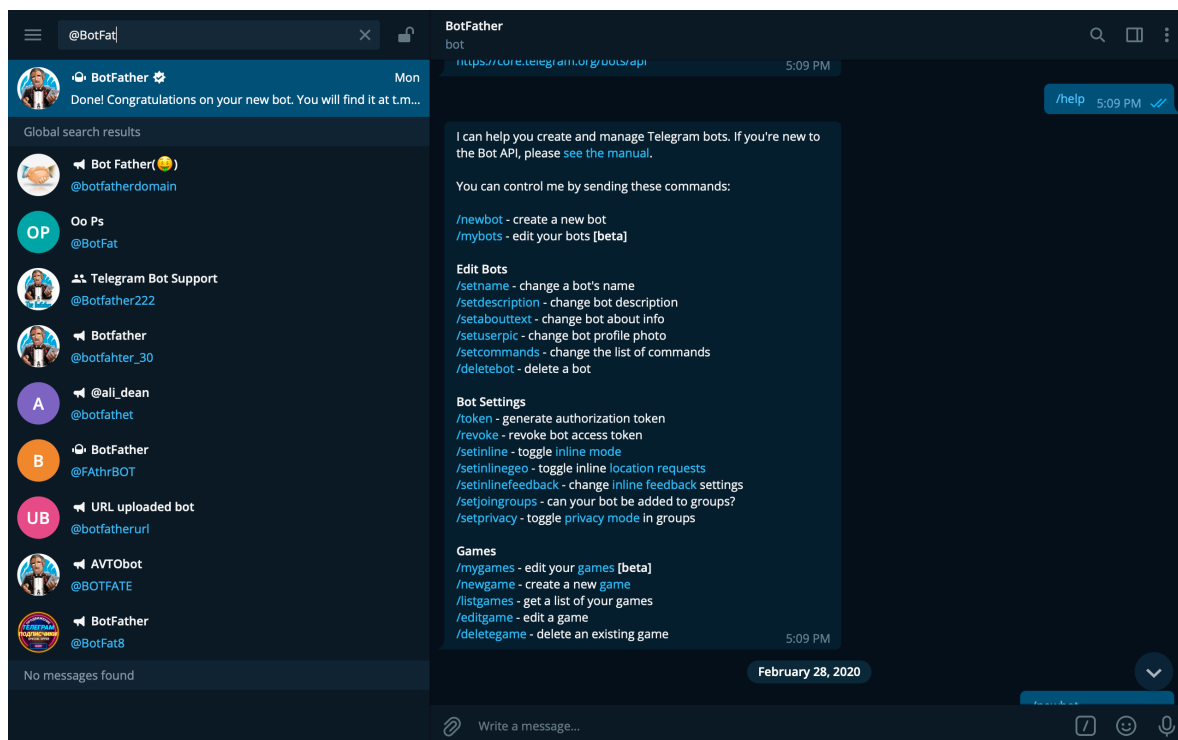 @BotFat
BotFather
Mon
Done! Congratulations on your new bot. You will find it at t.m...
Global search results
Bot Father(🤑)
@botfatherdomain
OP
Oo Ps
@BotFat
Telegram Bot Support
@Botfather222
Botfather
@botfahter_30
A
@ali_dean
@botfathet
B
BotFather
@FAthrBOT
UB
URL uploaded bot
@botfatherurl
AVTObot
@BOTFATE
ТЕЛЕГРАМ
ПОДПИСЧИКИ
BotFather
@BotFat8
No messages found
BotFather
bot
https://core.telegram.org/bots/api
5:09 PM
/help 5:09 PM
I can help you create and manage Telegram bots. If you're new to
the Bot API, please see the manual.
You can control me by sending these commands:
/newbot - create a new bot
/mybots - edit your bots [beta]
Edit Bots
/setname - change a bot's name
/setdescription - change bot description
/setabouttext - change bot about info
/setuserpic - change bot profile photo
/setcommands - change the list of commands
/deletebot - delete a bot
Bot Settings
/token - generate authorization token
/revoke - revoke bot access token
/setinline - toggle inline mode
/setinlinegeo - toggle inline location requests
/setinlinefeedback - change inline feedback settings
/setjoingroups - can your bot be added to groups?
/setprivacy - toggle privacy mode in groups
Games
/mygames - edit your games [beta]
/newgame - create a new game
/listgames - get a list of your games
/editgame - edit a game
/deletegame - delete an existing game
5:09 PM
February 28, 2020
/newbot
Write a message...